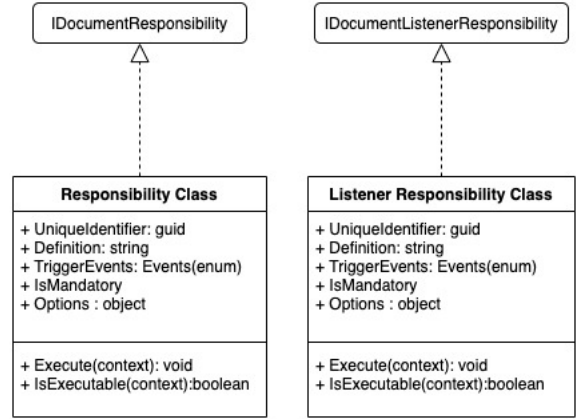 IDocumentResponsibility
IDocumentListenerResponsibility
Responsibility Class
+ UniqueIdentifier: guid
+ Definition: string
+ TriggerEvents: Events(enum)
+ IsMandatory
+ Options : object
+ Execute(context): void
+ IsExecutable(context):boolean
Listener Responsibility Class
+ UniqueIdentifier: guid
+ Definition: string
+ TriggerEvents: Events(enum)
+ IsMandatory
+ Options : object
+ Execute(context): void
+ IsExecutable(context):boolean